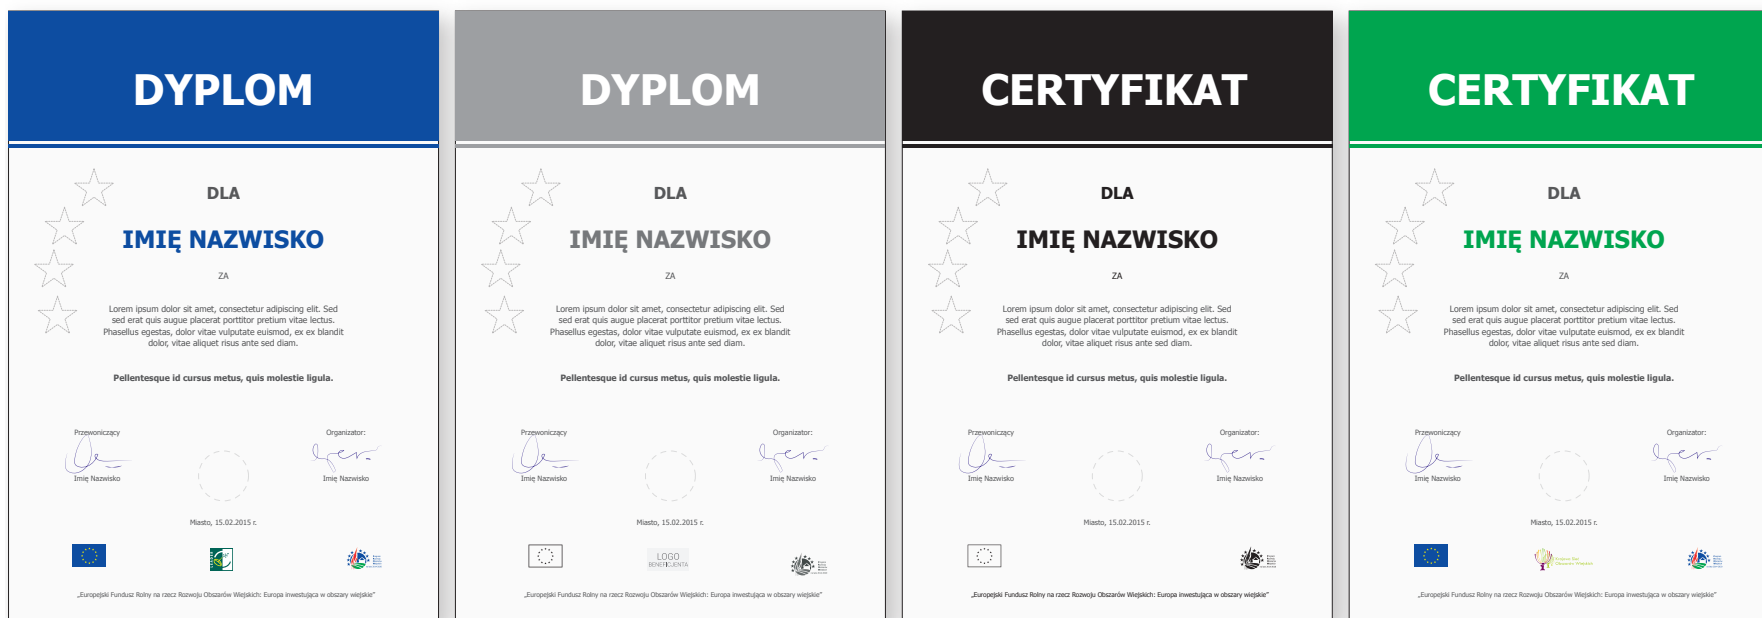 DYPLOM
DLA
IMIĘ NAZWISKO
ZA
Lorem ipsum dolor sit amet, consectetur adipiscing elit. Sed
sed erat quis augue placerat porttitor pretium vitae lectus.
Phasellus egestas, dolor vitae vulputate euismod, ex ex blandit
dolor, vitae aliquet risus ante sed diam.
Pellentesque id cursus metus, quis molestie ligula.
Przewoniczący
Organizator:
Imię Nazwisko
Imię Nazwisko
Miasto, 15.02.2015 r.
„Europejski Fundusz Rolny na rzecz Rozwoju Obszarów Wiejskich: Europa inwestująca w obszary wiejskie”
DYPLOM
DLA
IMIĘ NAZWISKO
ZA
Lorem ipsum dolor sit amet, consectetur adipiscing elit. Sed
sed erat quis augue placerat porttitor pretium vitae lectus.
Phasellus egestas, dolor vitae vulputate euismod, ex ex blandit
dolor, vitae aliquet risus ante sed diam.
Pellentesque id cursus metus, quis molestie ligula.
Przewoniczący
Organizator:
Imię Nazwisko
Imię Nazwisko
Miasto, 15.02.2015 r.
LOGO
BENEFICJENTA
„Europejski Fundusz Rolny na rzecz Rozwoju Obszarów Wiejskich: Europa inwestująca w obszary wiejskie”
CERTYFIKAT
DLA
IMIĘ NAZWISKO
ZA
Lorem ipsum dolor sit amet, consectetur adipiscing elit. Sed
sed erat quis augue placerat porttitor pretium vitae lectus.
Phasellus egestas, dolor vitae vulputate euismod, ex ex blandit
dolor, vitae aliquet risus ante sed diam.
Pellentesque id cursus metus, quis molestie ligula.
Przewoniczący
Organizator:
Imię Nazwisko
Imię Nazwisko
Miasto, 15.02.2015 r.
„Europejski Fundusz Rolny na rzecz Rozwoju Obszarów Wiejskich: Europa inwestująca w obszary wiejskie”
CERTYFIKAT
DLA
IMIĘ NAZWISKO
ZA
Lorem ipsum dolor sit amet, consectetur adipiscing elit. Sed
sed erat quis augue placerat porttitor pretium vitae lectus.
Phasellus egestas, dolor vitae vulputate euismod, ex ex blandit
dolor, vitae aliquet risus ante sed diam.
Pellentesque id cursus metus, quis molestie ligula.
Przewoniczący
Organizator:
Imię Nazwisko
Imię Nazwisko
Miasto, 15.02.2015 r.
Krajowa Sieć
Obszarów Wiejskich
„Europejski Fundusz Rolny na rzecz Rozwoju Obszarów Wiejskich: Europa inwestująca w obszary wiejskie”